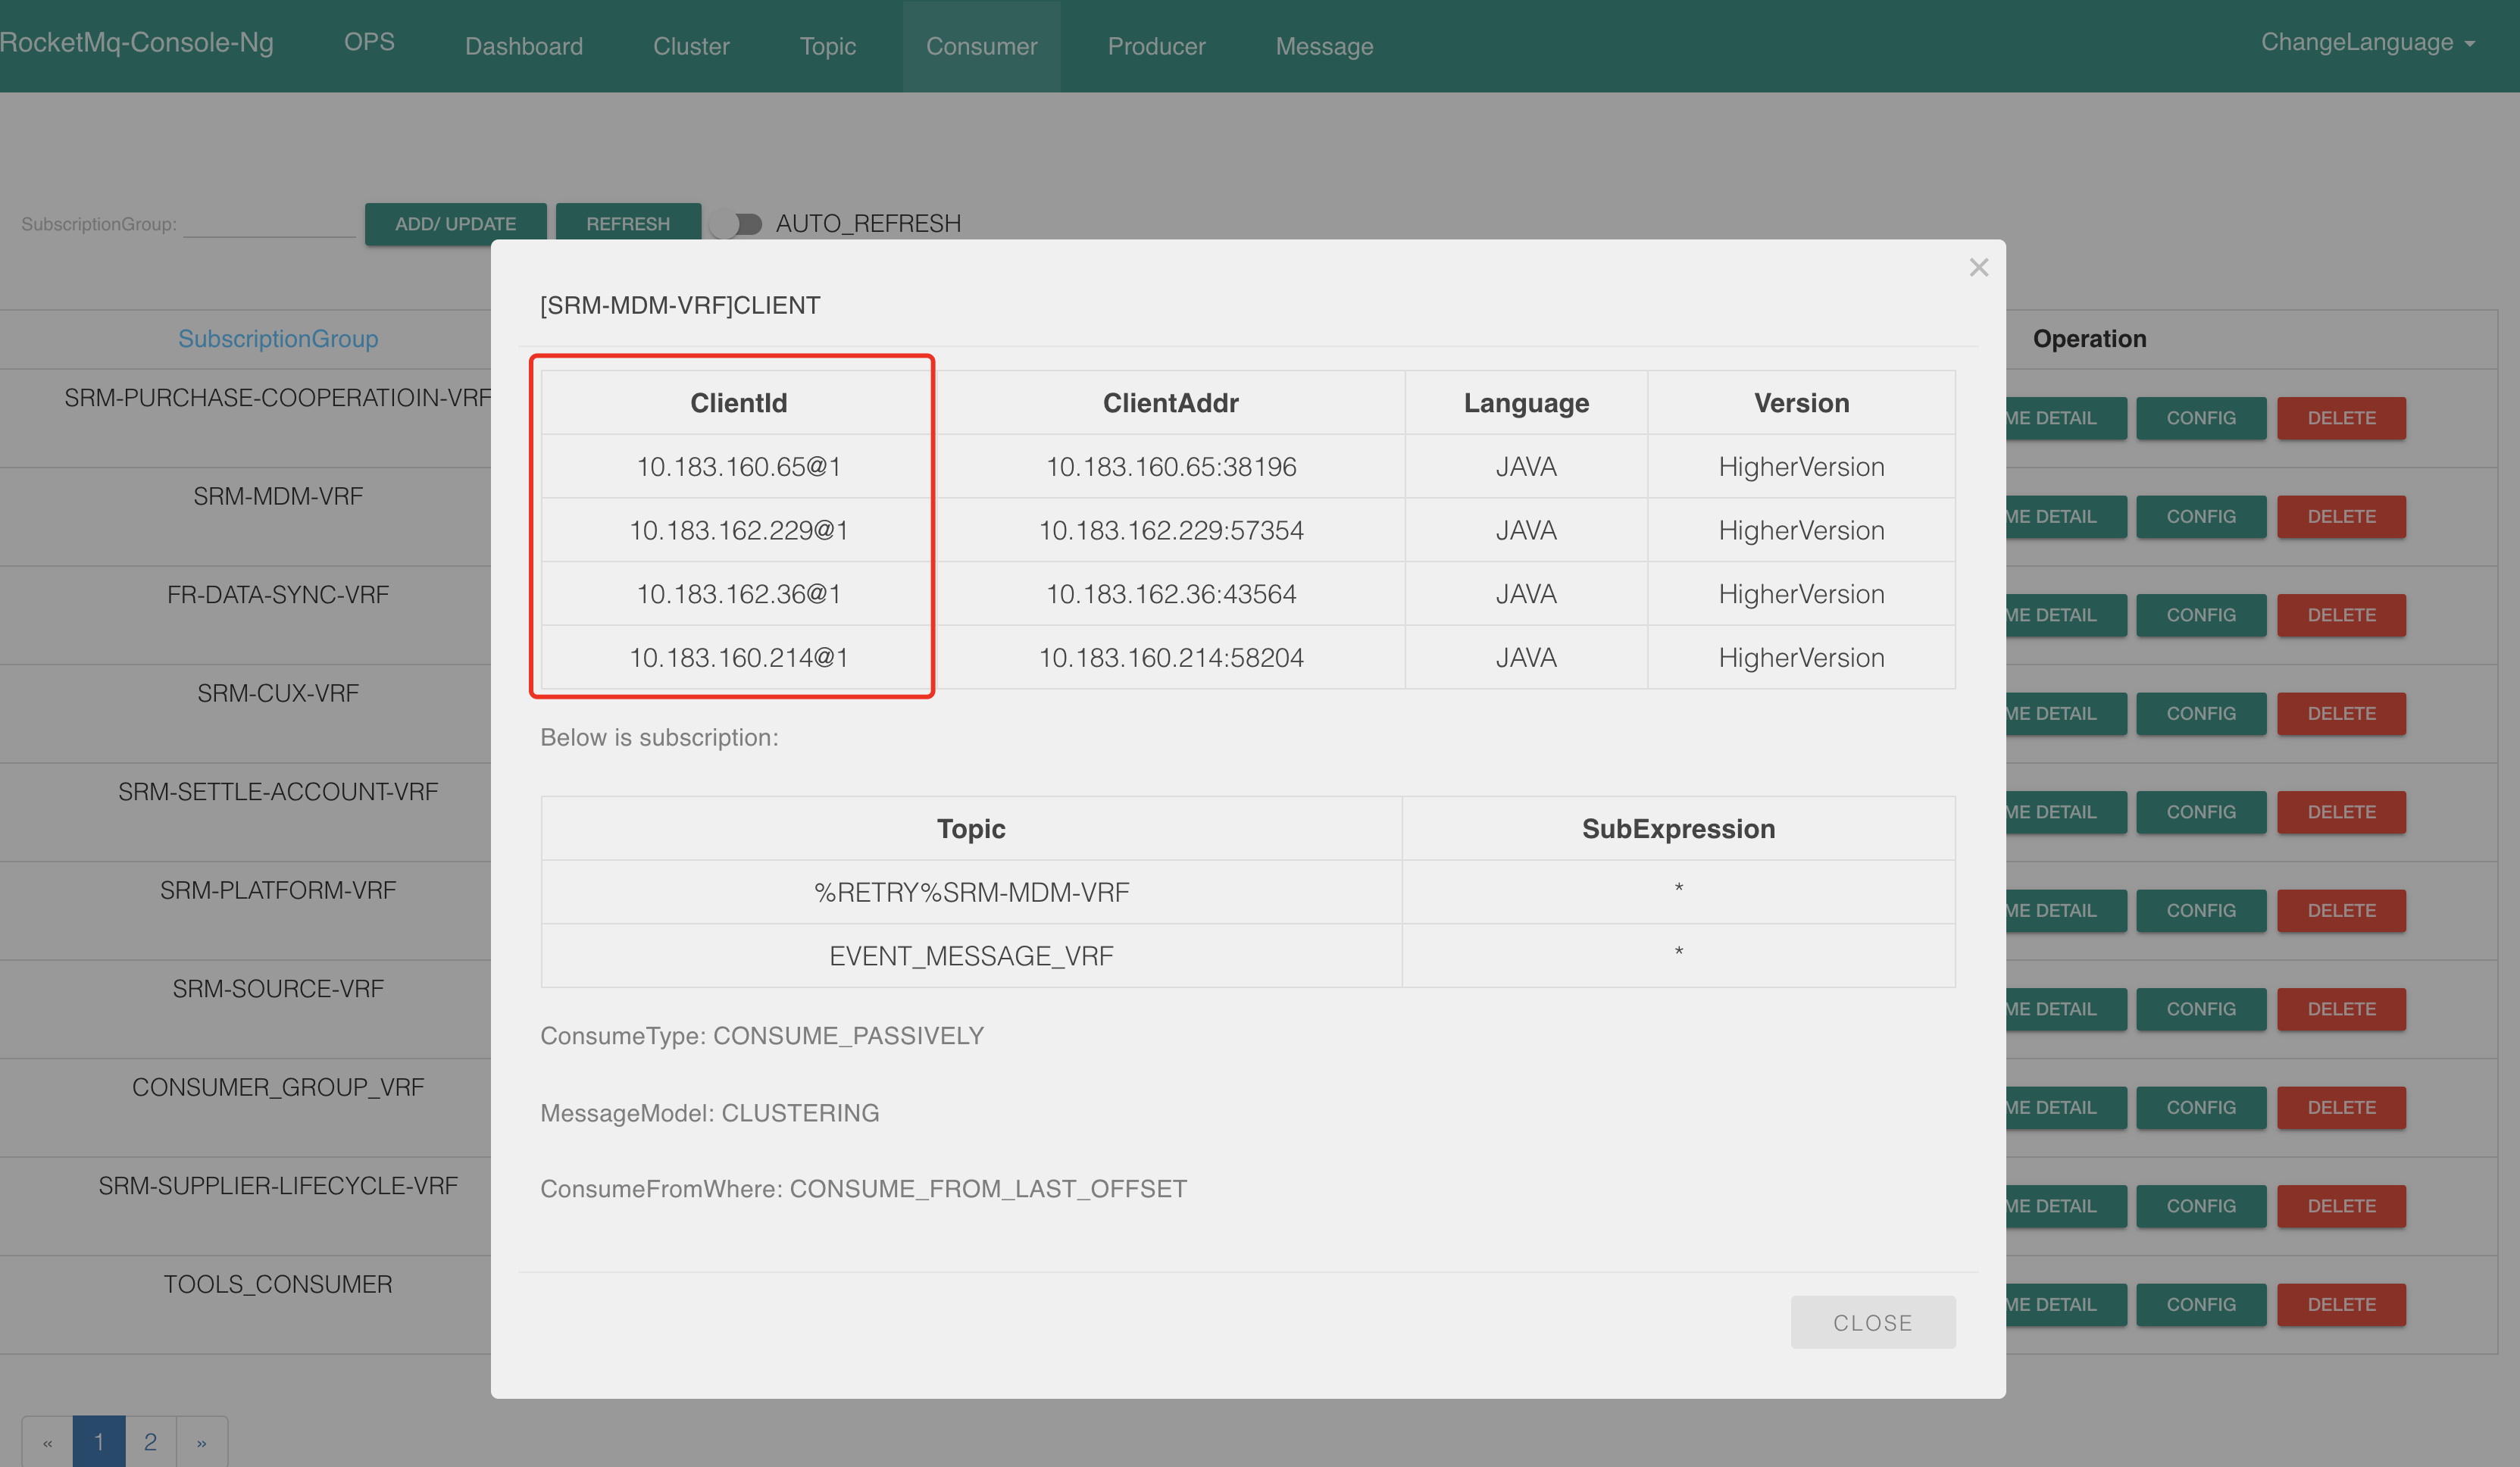 RocketMq-Console-Ng OPS Dashboard Cluster Topic Consumer Producer Message ChangeLanguage
SubscriptionGroup: ADD/ UPDATE REFRESH AUTO_REFRESH
×
[SRM-MDM-VRF]CLIENT
SubscriptionGroup Operation
ClientId ClientAddr Language Version
10.183.160.65@1 10.183.160.65:38196 JAVA HigherVersion
10.183.162.229@1 10.183.162.229:57354 JAVA HigherVersion
10.183.162.36@1 10.183.162.36:43564 JAVA HigherVersion
10.183.160.214@1 10.183.160.214:58204 JAVA HigherVersion
Below is subscription:
Topic SubExpression
%RETRY%SRM-MDM-VRF *
EVENT_MESSAGE_VRF *
ConsumeType: CONSUME_PASSIVELY
MessageModel: CLUSTERING
ConsumeFromWhere: CONSUME_FROM_LAST_OFFSET
CLOSE
SRM-PURCHASE-COOPERATIOIN-VRF ME DETAIL CONFIG DELETE
SRM-MDM-VRF ME DETAIL CONFIG DELETE
FR-DATA-SYNC-VRF ME DETAIL CONFIG DELETE
SRM-CUX-VRF ME DETAIL CONFIG DELETE
SRM-SETTLE-ACCOUNT-VRF ME DETAIL CONFIG DELETE
SRM-PLATFORM-VRF ME DETAIL CONFIG DELETE
SRM-SOURCE-VRF ME DETAIL CONFIG DELETE
CONSUMER_GROUP_VRF ME DETAIL CONFIG DELETE
SRM-SUPPLIER-LIFECYCLE-VRF ME DETAIL CONFIG DELETE
TOOLS_CONSUMER ME DETAIL CONFIG DELETE
« 1 2 »